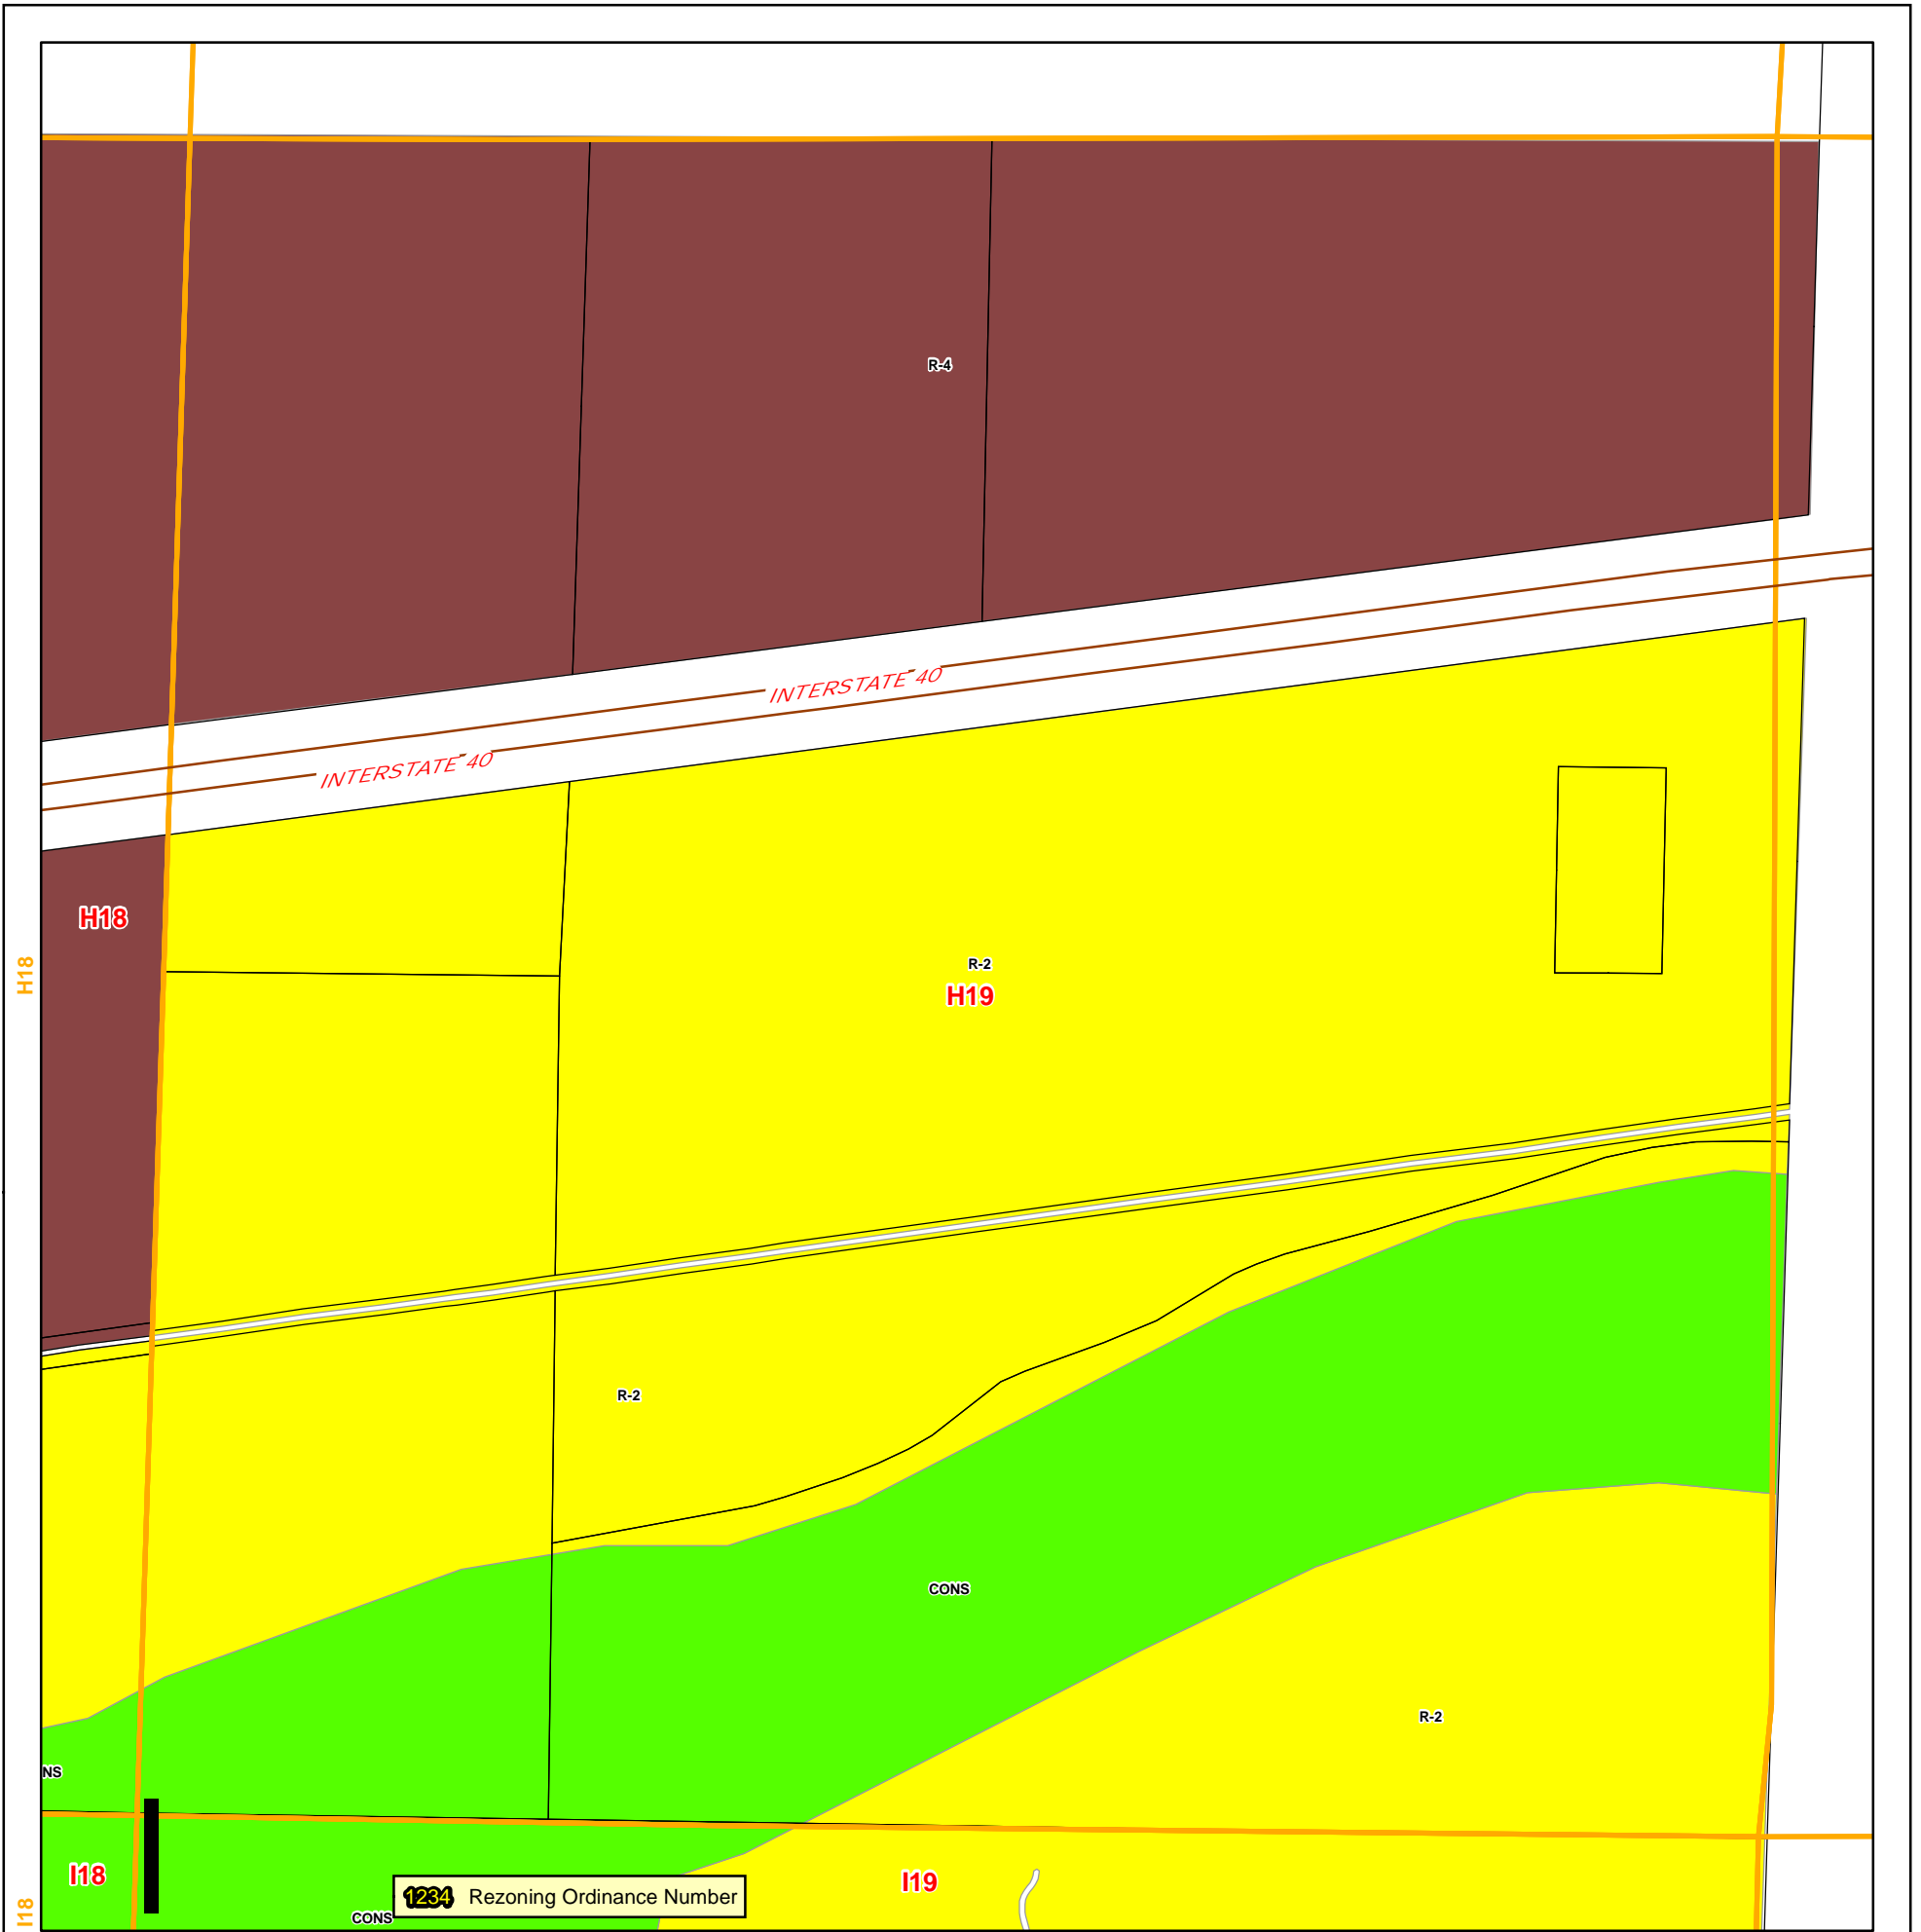 R-4
INTERSTATE 40
INTERSTATE 40
H18
H18
R-2
H19
R-2
CONS
R-2
NS
I18
I19
1234 Rezoning Ordinance Number
I18
CONS